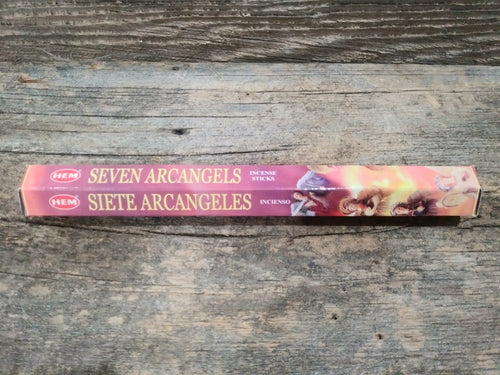 HEM SEVEN ARCANGELS INCENSE STICKS
HEM SIETE ARCANGELES INCIENSO